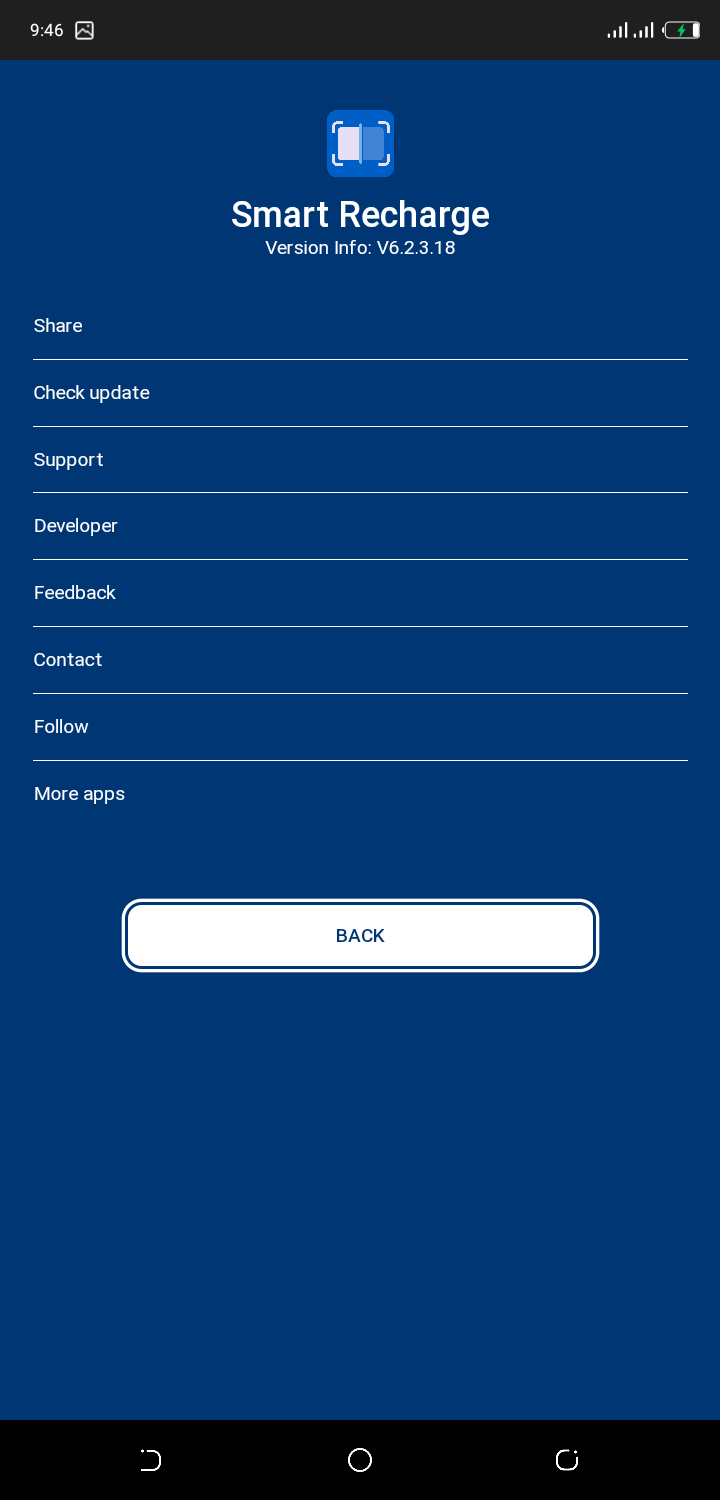 9:46
Smart Recharge
Version Info: V6.2.3.18
Share
Check update
Support
Developer
Feedback
Contact
Follow
More apps
BACK